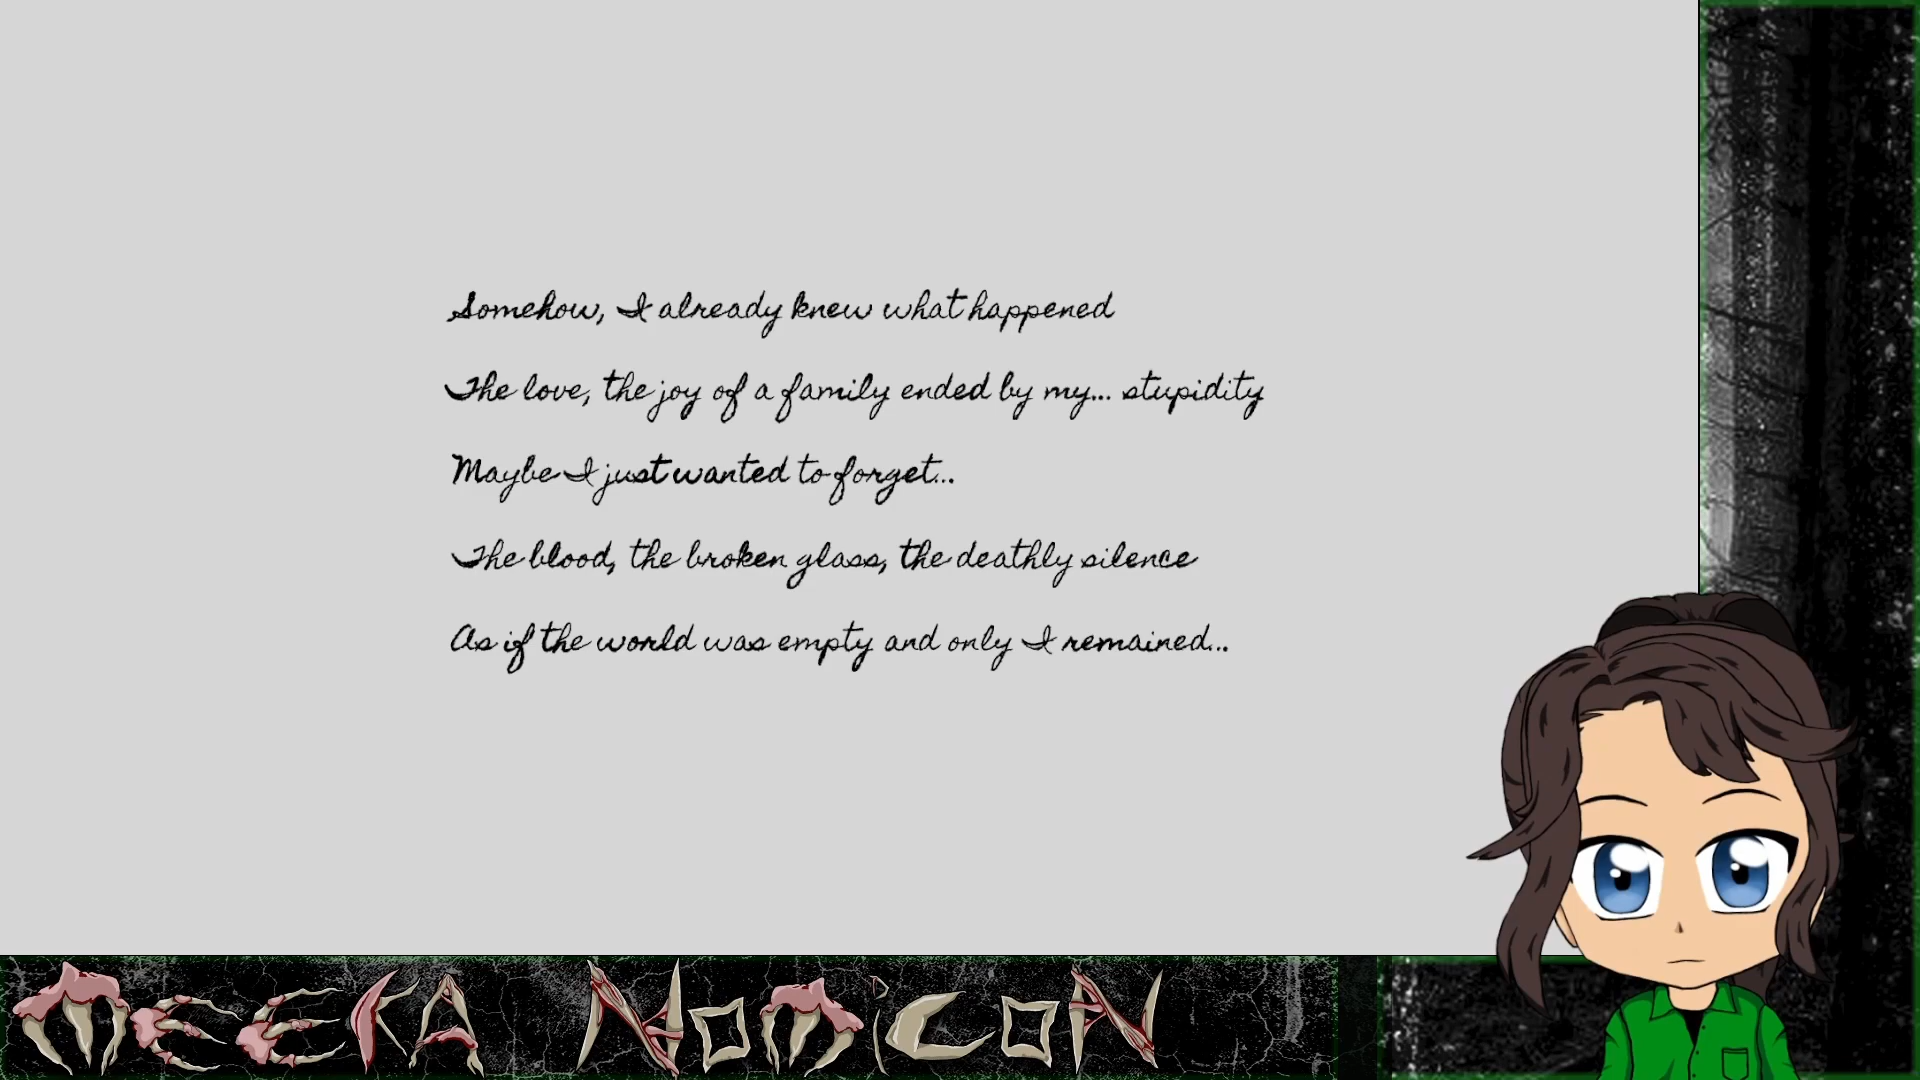 Somehow, I already knew what happened
The love, the joy of a family ended by my... stupidity
Maybe I just wanted to forget...
The blood, the broken glass, the deathly silence
As if the world was empty and only I remained...
MEEKA NOMICON